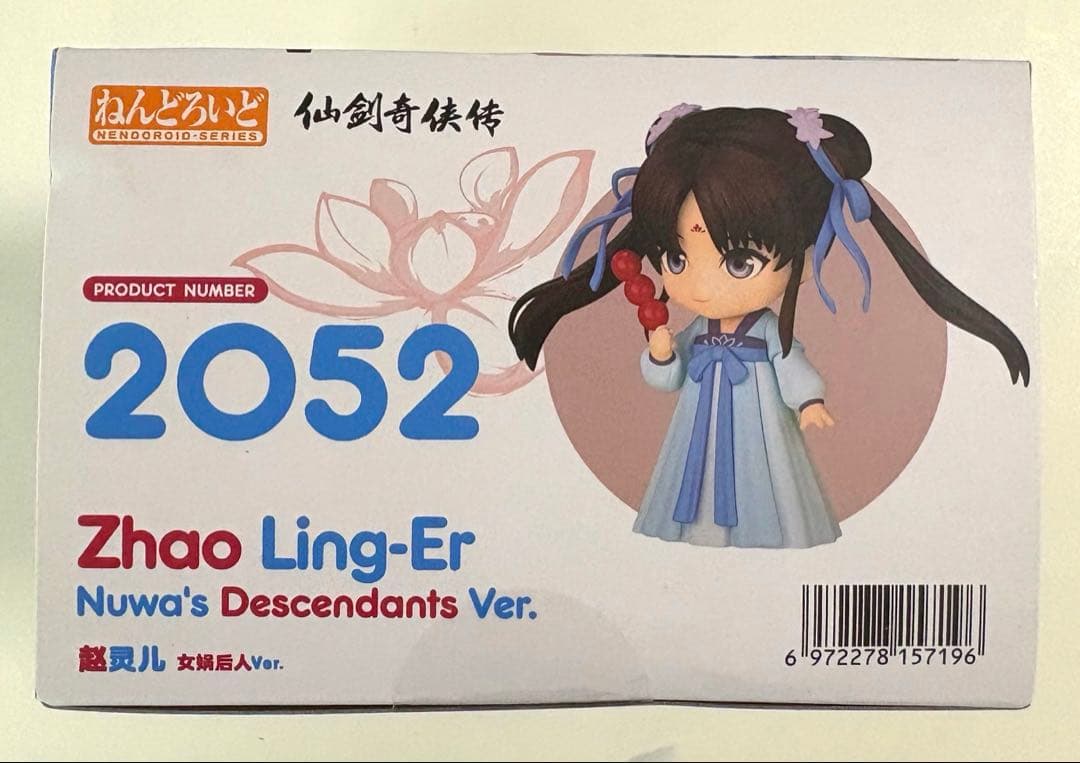 ねんどろいど
NENDOROID-SERIES
仙剑奇侠传
PRODUCT NUMBER
2052
Zhao Ling-Er
Nuwa's Descendants Ver.
赵灵儿 女娲后人Ver.
6 972278 157196